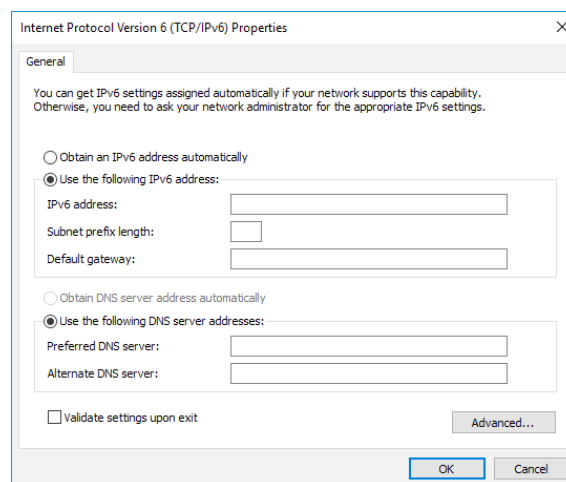 Internet Protocol Version 6 (TCP/IPv6) Properties
General
You can get IPv6 settings assigned automatically if your network supports this capability.
Otherwise, you need to ask your network administrator for the appropriate IPv6 settings.
Obtain an IPv6 address automatically
Use the following IPv6 address:
IPv6 address:
Subnet prefix length:
Default gateway:
Obtain DNS server address automatically
Use the following DNS server addresses:
Preferred DNS server:
Alternate DNS server:
Validate settings upon exit
Advanced...
OK Cancel